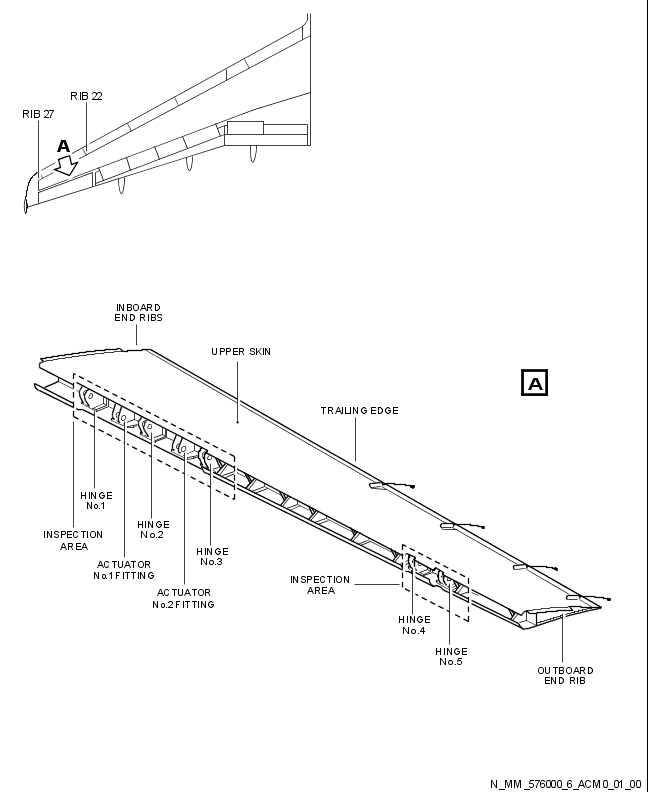 RIB 22
RIB 27
A
INBOARD
END RIBS
UPPER SKIN
A
TRAILING EDGE
HINGE
No.1
HINGE
No.2
INSPECTION
AREA
HINGE
No.3
ACTUATOR
No.1 FITTING
INSPECTION
AREA
ACTUATOR
No.2 FITTING
HINGE
No.4
HINGE
No.5
OUTBOARD
END RIB
N_MM_576000_6_ACM0_01_00